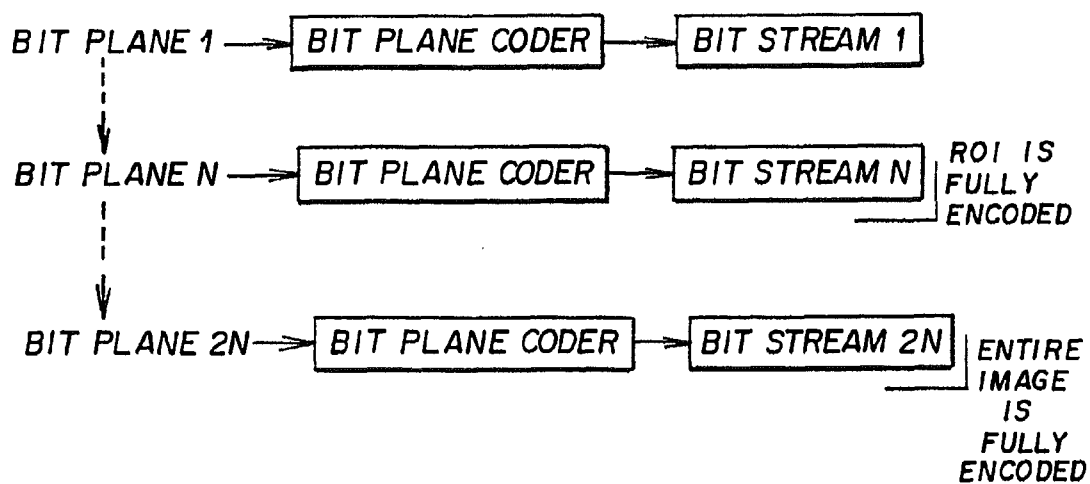 BIT PLANE 1
BIT PLANE CODER
BIT STREAM 1
BIT PLANE N
BIT PLANE CODER
BIT STREAM N
ROI IS
FULLY
ENCODED
BIT PLANE 2N
BIT PLANE CODER
BIT STREAM 2N
ENTIRE
IMAGE
IS
FULLY
ENCODED